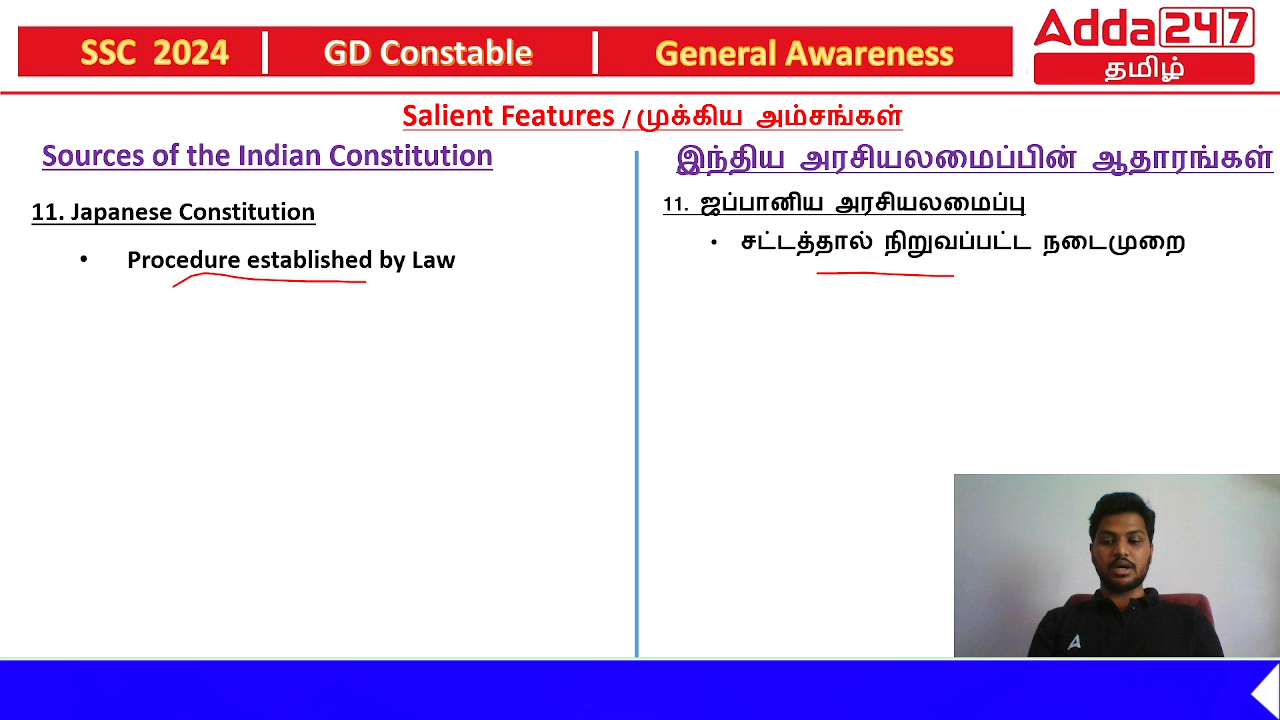 SSC 2024 GD Constable General Awareness
Adda247
தமிழ்
Salient Features / முக்கிய அம்சங்கள்
Sources of the Indian Constitution
11. Japanese Constitution
• Procedure established by Law
இந்திய அரசியலமைப்பின் ஆதாரங்கள்
11. ஜப்பானிய அரசியலமைப்பு
• சட்டத்தால் நிறுவப்பட்ட நடைமுறை